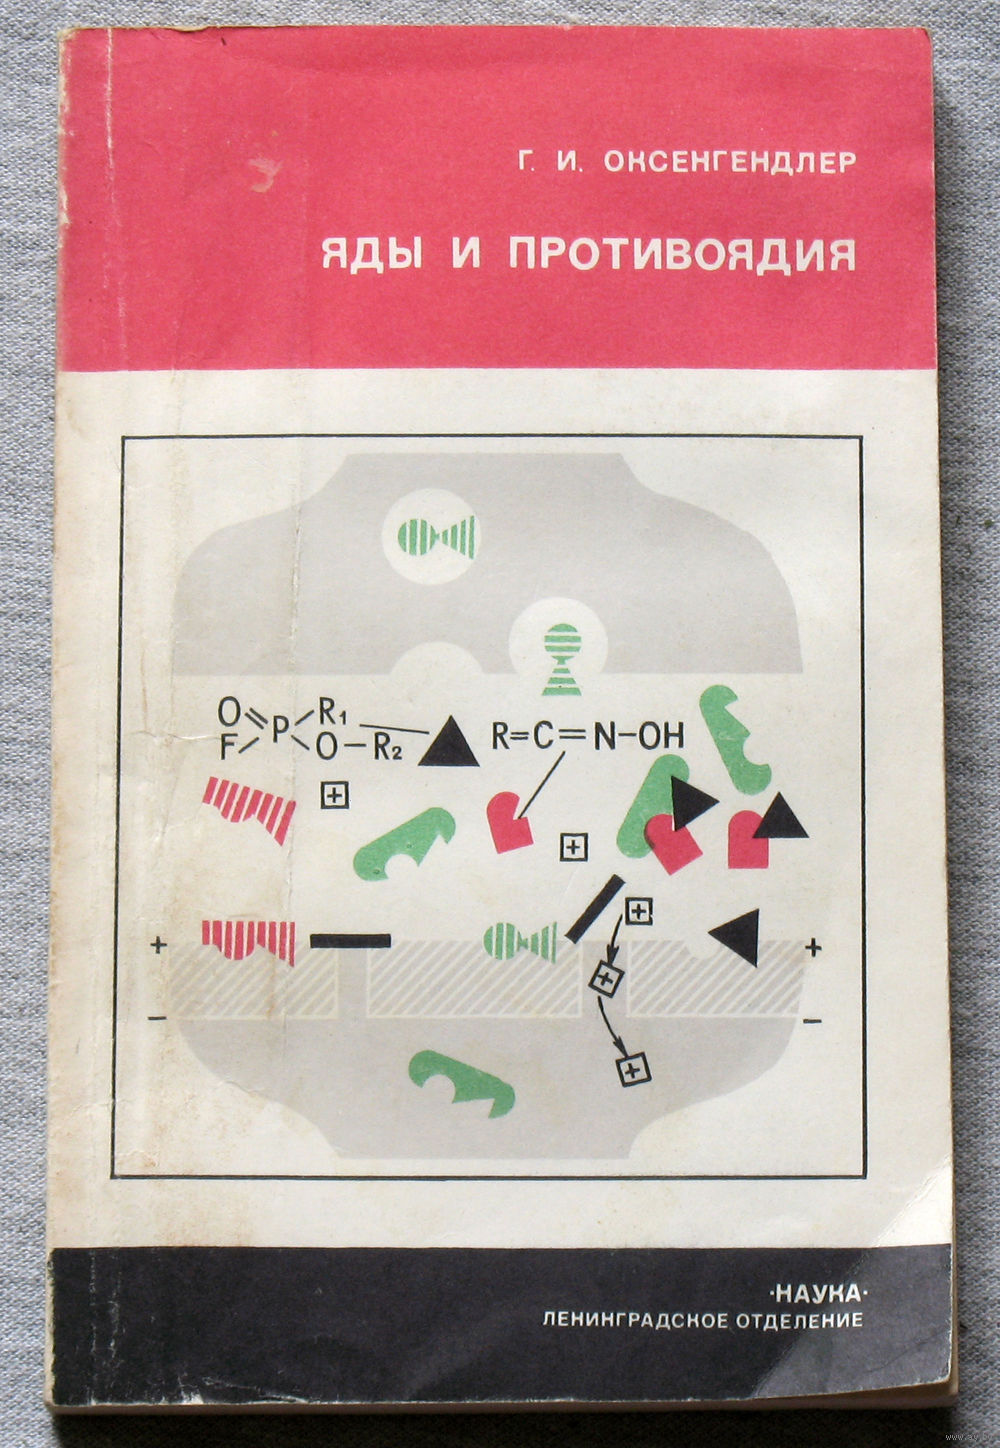 Г. И. ОКСЕНГЕНДЛЕР
ЯДЫ И ПРОТИВОЯДИЯ
O=P-R₁
F O-R₂
R=C=N-OH
+
+
+
+
+
+
+
−
−
+
·НАУКА·
ЛЕНИНГРАДСКОЕ ОТДЕЛЕНИЕ